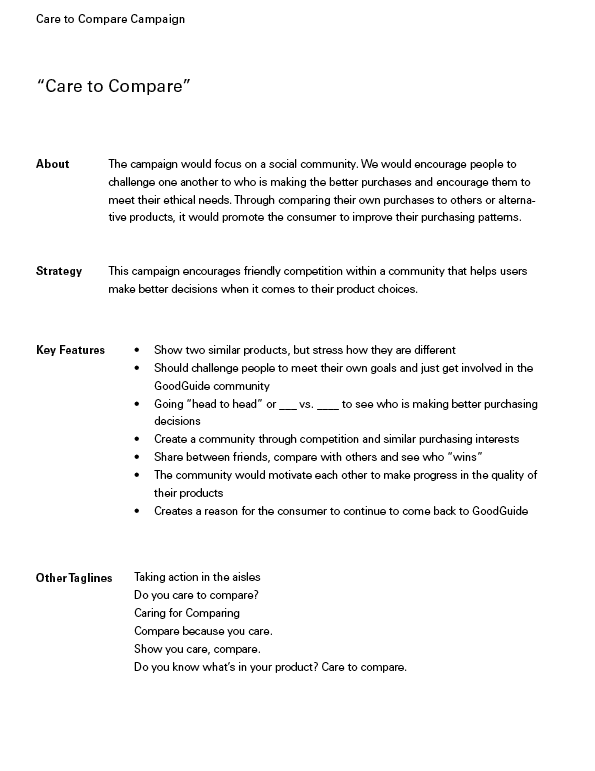 Care to Compare Campaign
“Care to Compare”
About
The campaign would focus on a social community. We would encourage people to
challenge one another to who is making the better purchases and encourage them to
meet their ethical needs. Through comparing their own purchases to others or alterna-
tive products, it would promote the consumer to improve their purchasing patterns.
Strategy
This campaign encourages friendly competition within a community that helps users
make better decisions when it comes to their product choices.
Key Features
• Show two similar products, but stress how they are different
• Should challenge people to meet their own goals and just get involved in the
GoodGuide community
• Going “head to head” or ___ vs. ____ to see who is making better purchasing
decisions
• Create a community through competition and similar purchasing interests
• Share between friends, compare with others and see who “wins”
• The community would motivate each other to make progress in the quality of
their products
• Creates a reason for the consumer to continue to come back to GoodGuide
Other Taglines
Taking action in the aisles
Do you care to compare?
Caring for Comparing
Compare because you care.
Show you care, compare.
Do you know what’s in your product? Care to compare.